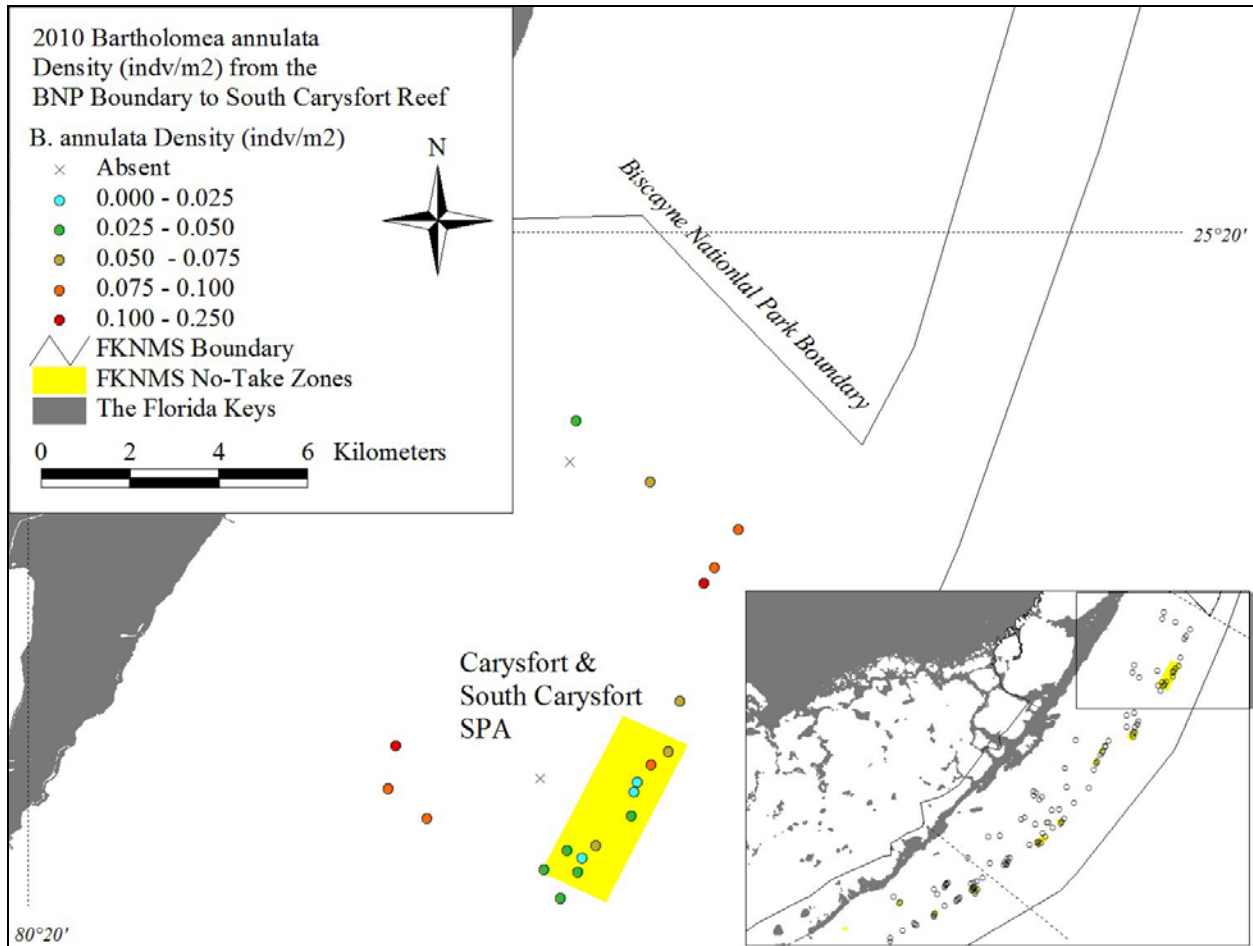 2010 Bartholomea annulata
Density (indv/m2) from the
BNP Boundary to South Carysfort Reef
B. annulata Density (indv/m2)
Absent
0.000 - 0.025
0.025 - 0.050
0.050 - 0.075
0.075 - 0.100
0.100 - 0.250
FKNMS Boundary
FKNMS No-Take Zones
The Florida Keys
0 2 4 6 Kilometers
N
Biscayne Nationlal Park Boundary
25°20'
Carysfort &
South Carysfort
SPA
80°20'